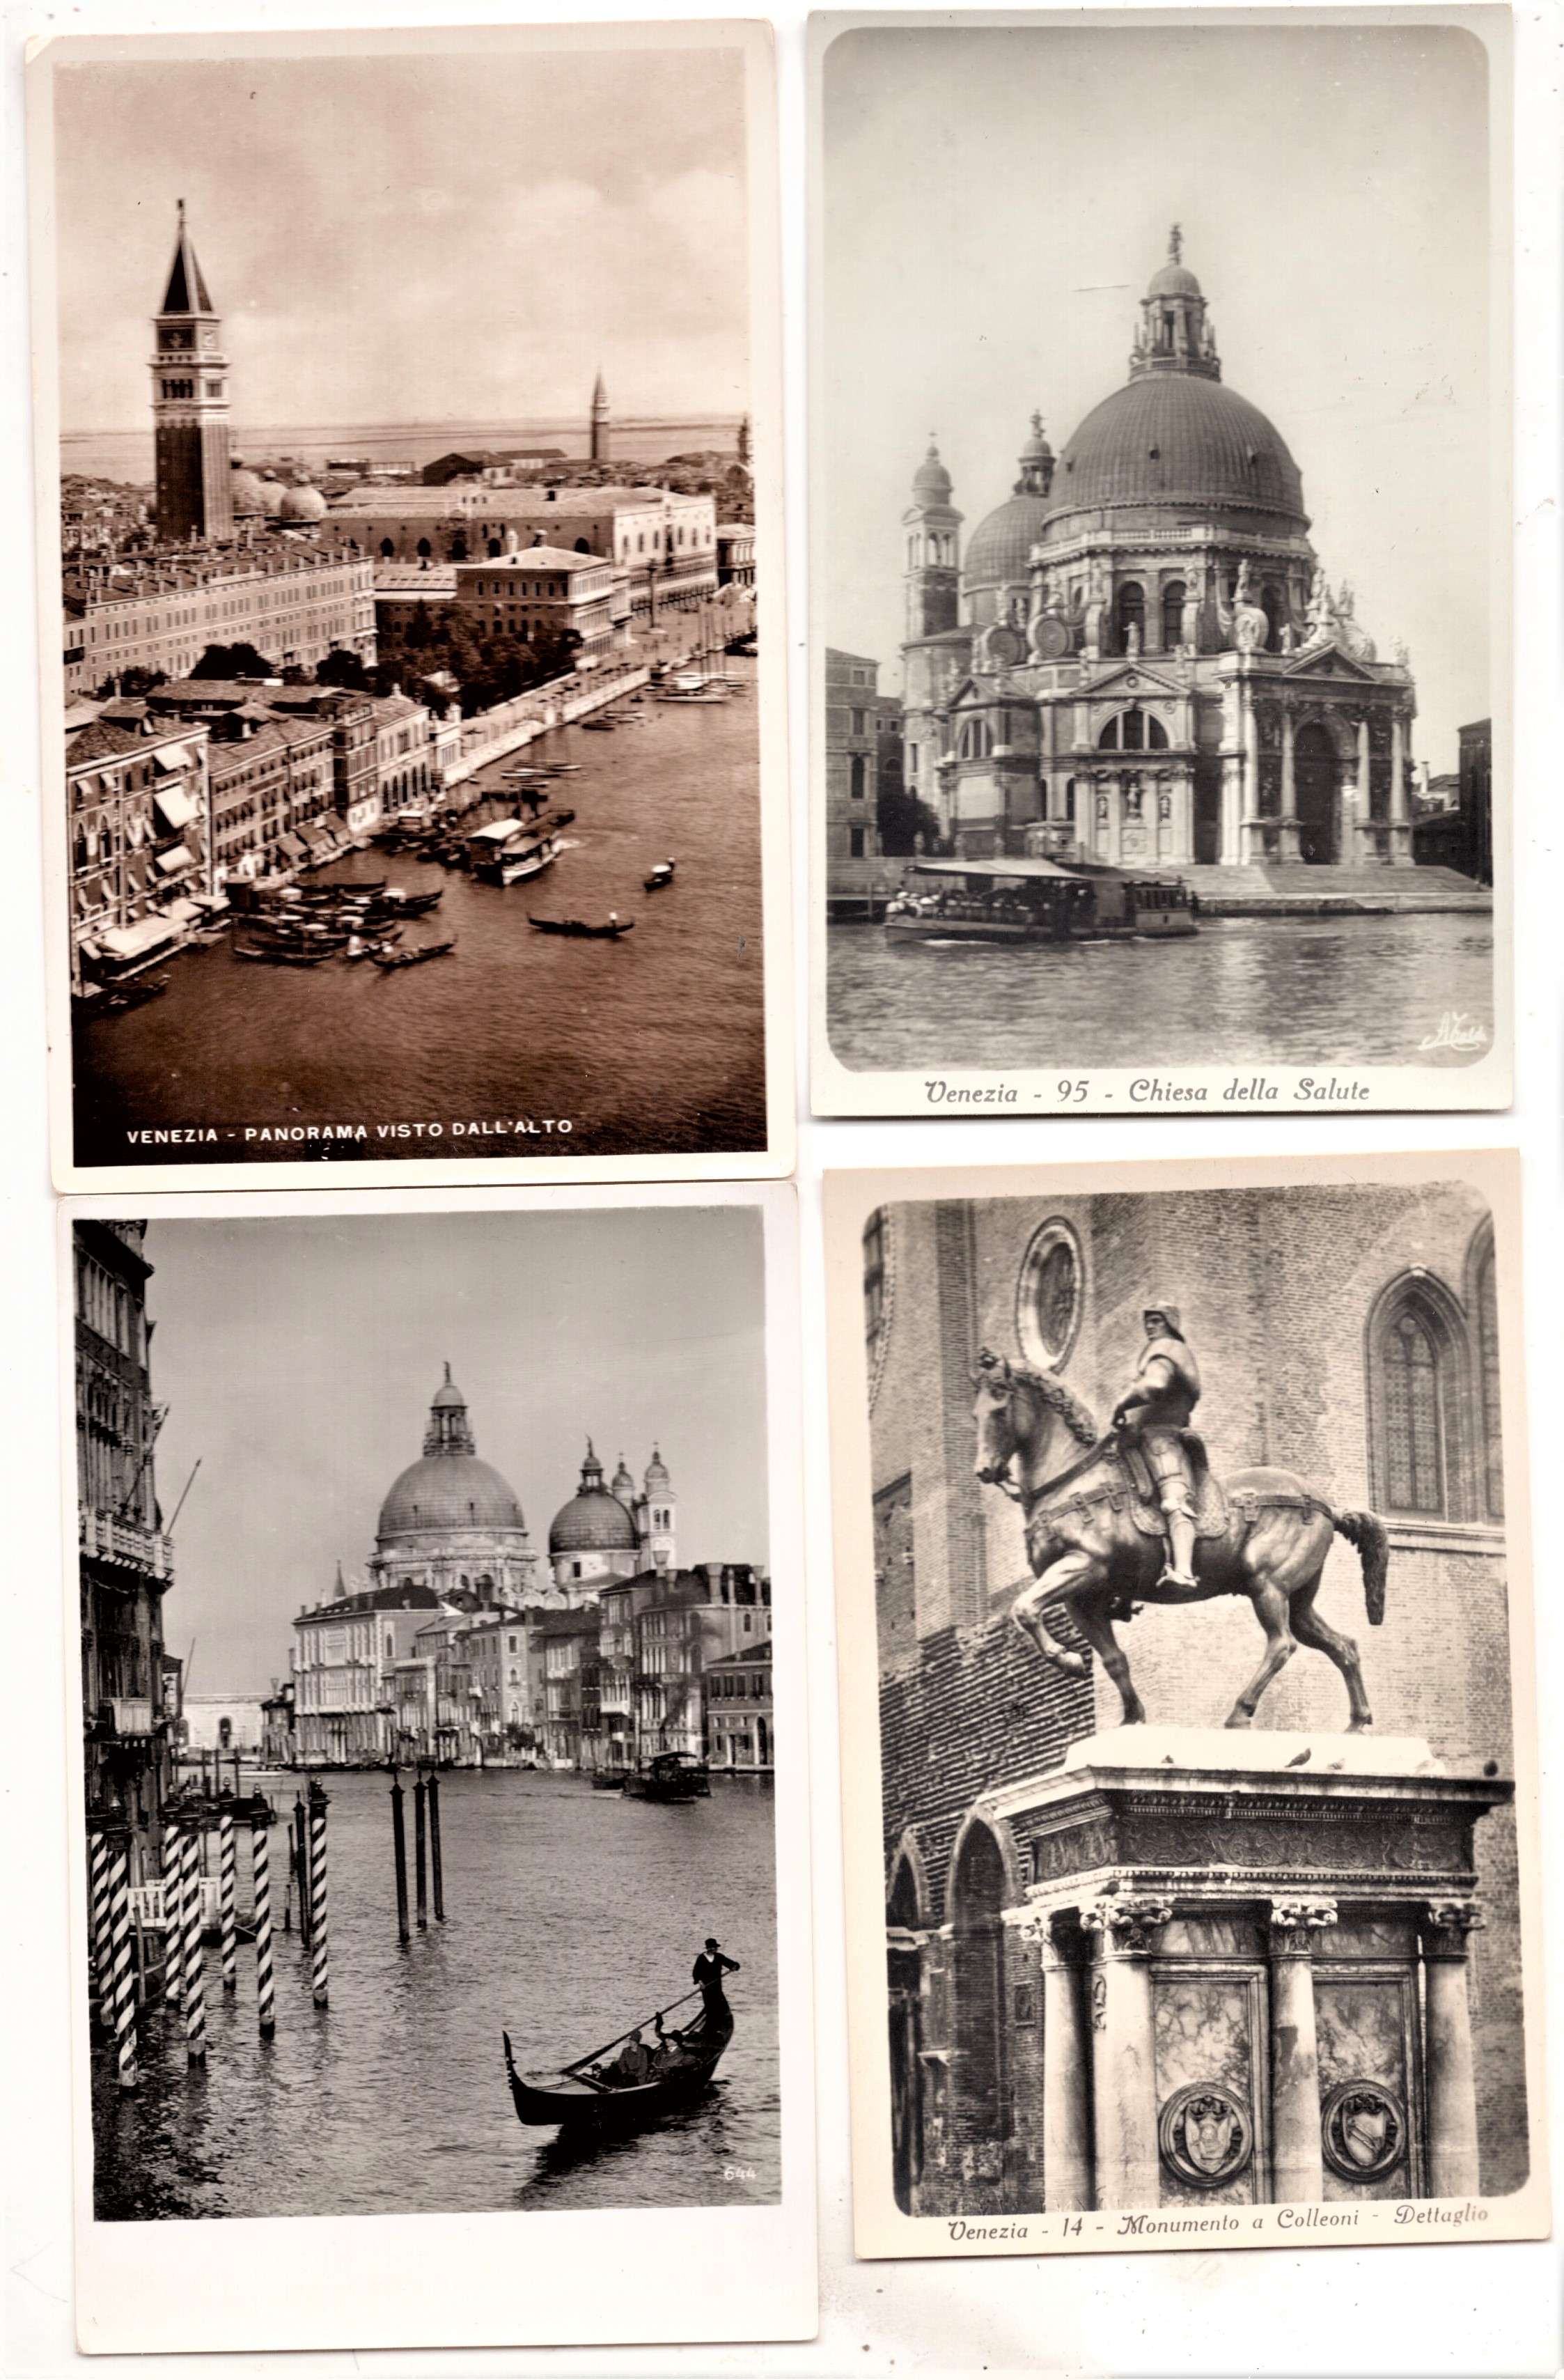 VENEZIA - PANORAMA VISTO DALL'ALTO
Venezia - 95 - Chiesa della Salute
644
Venezia - 14 - Monumento a Colleoni - Dettaglio